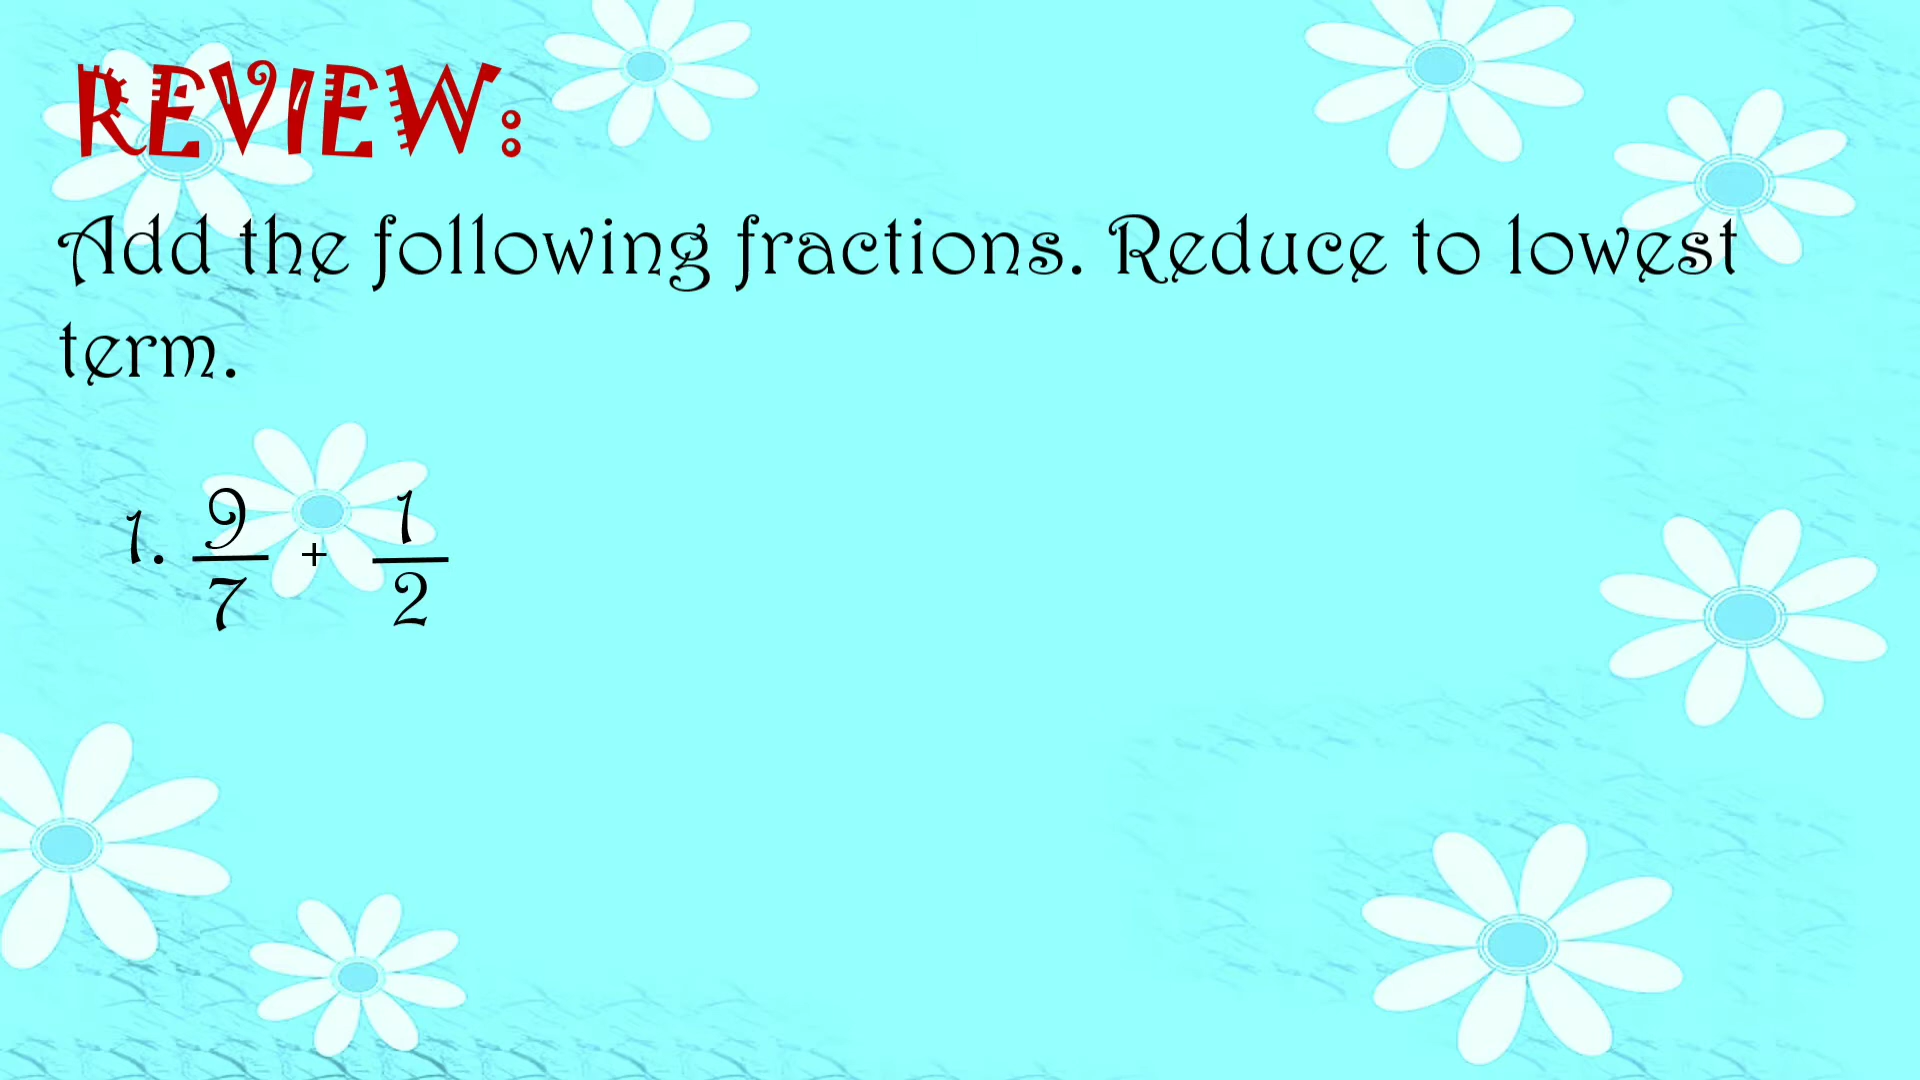 REVIEW:
Add the following fractions. Reduce to lowest
term.
1. 9/7 + 1/2